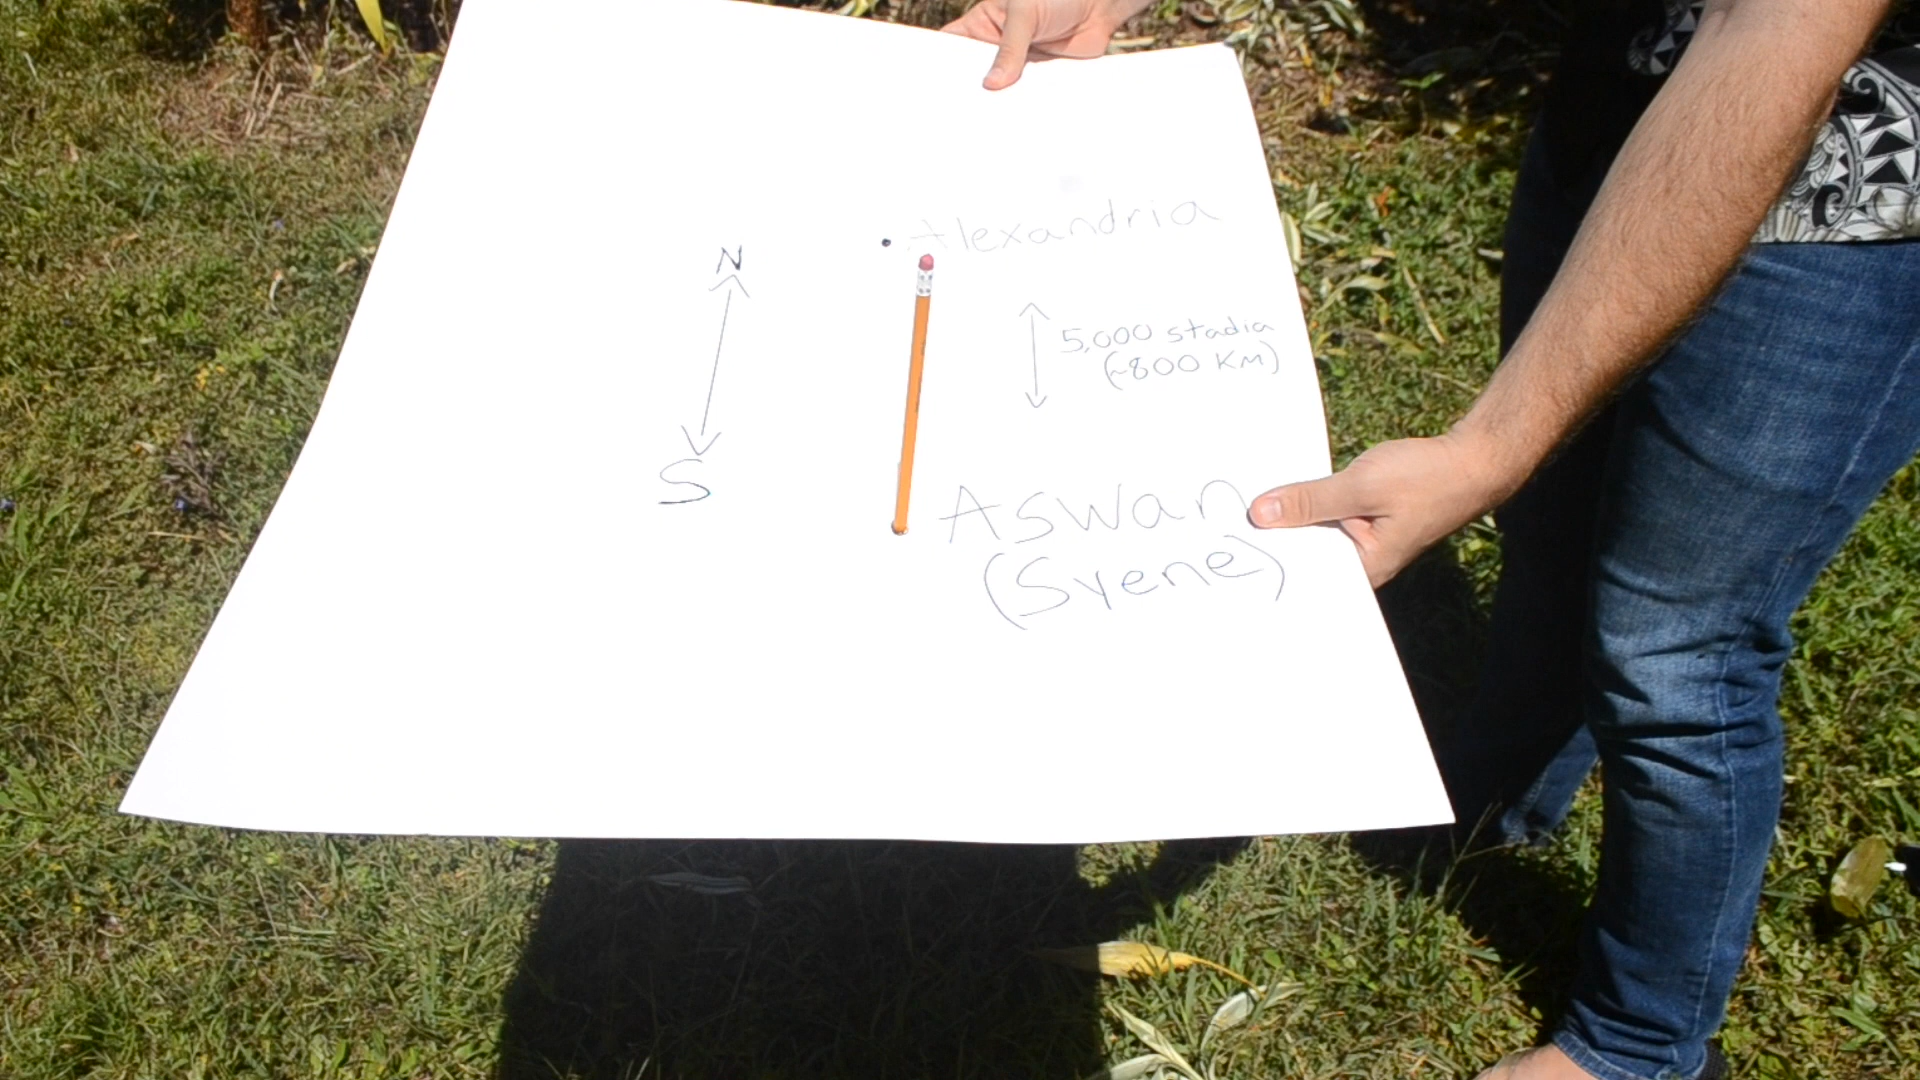 N
Alexandria
5,000 stadia
(~800 KM)
S
Aswan
(Syene)